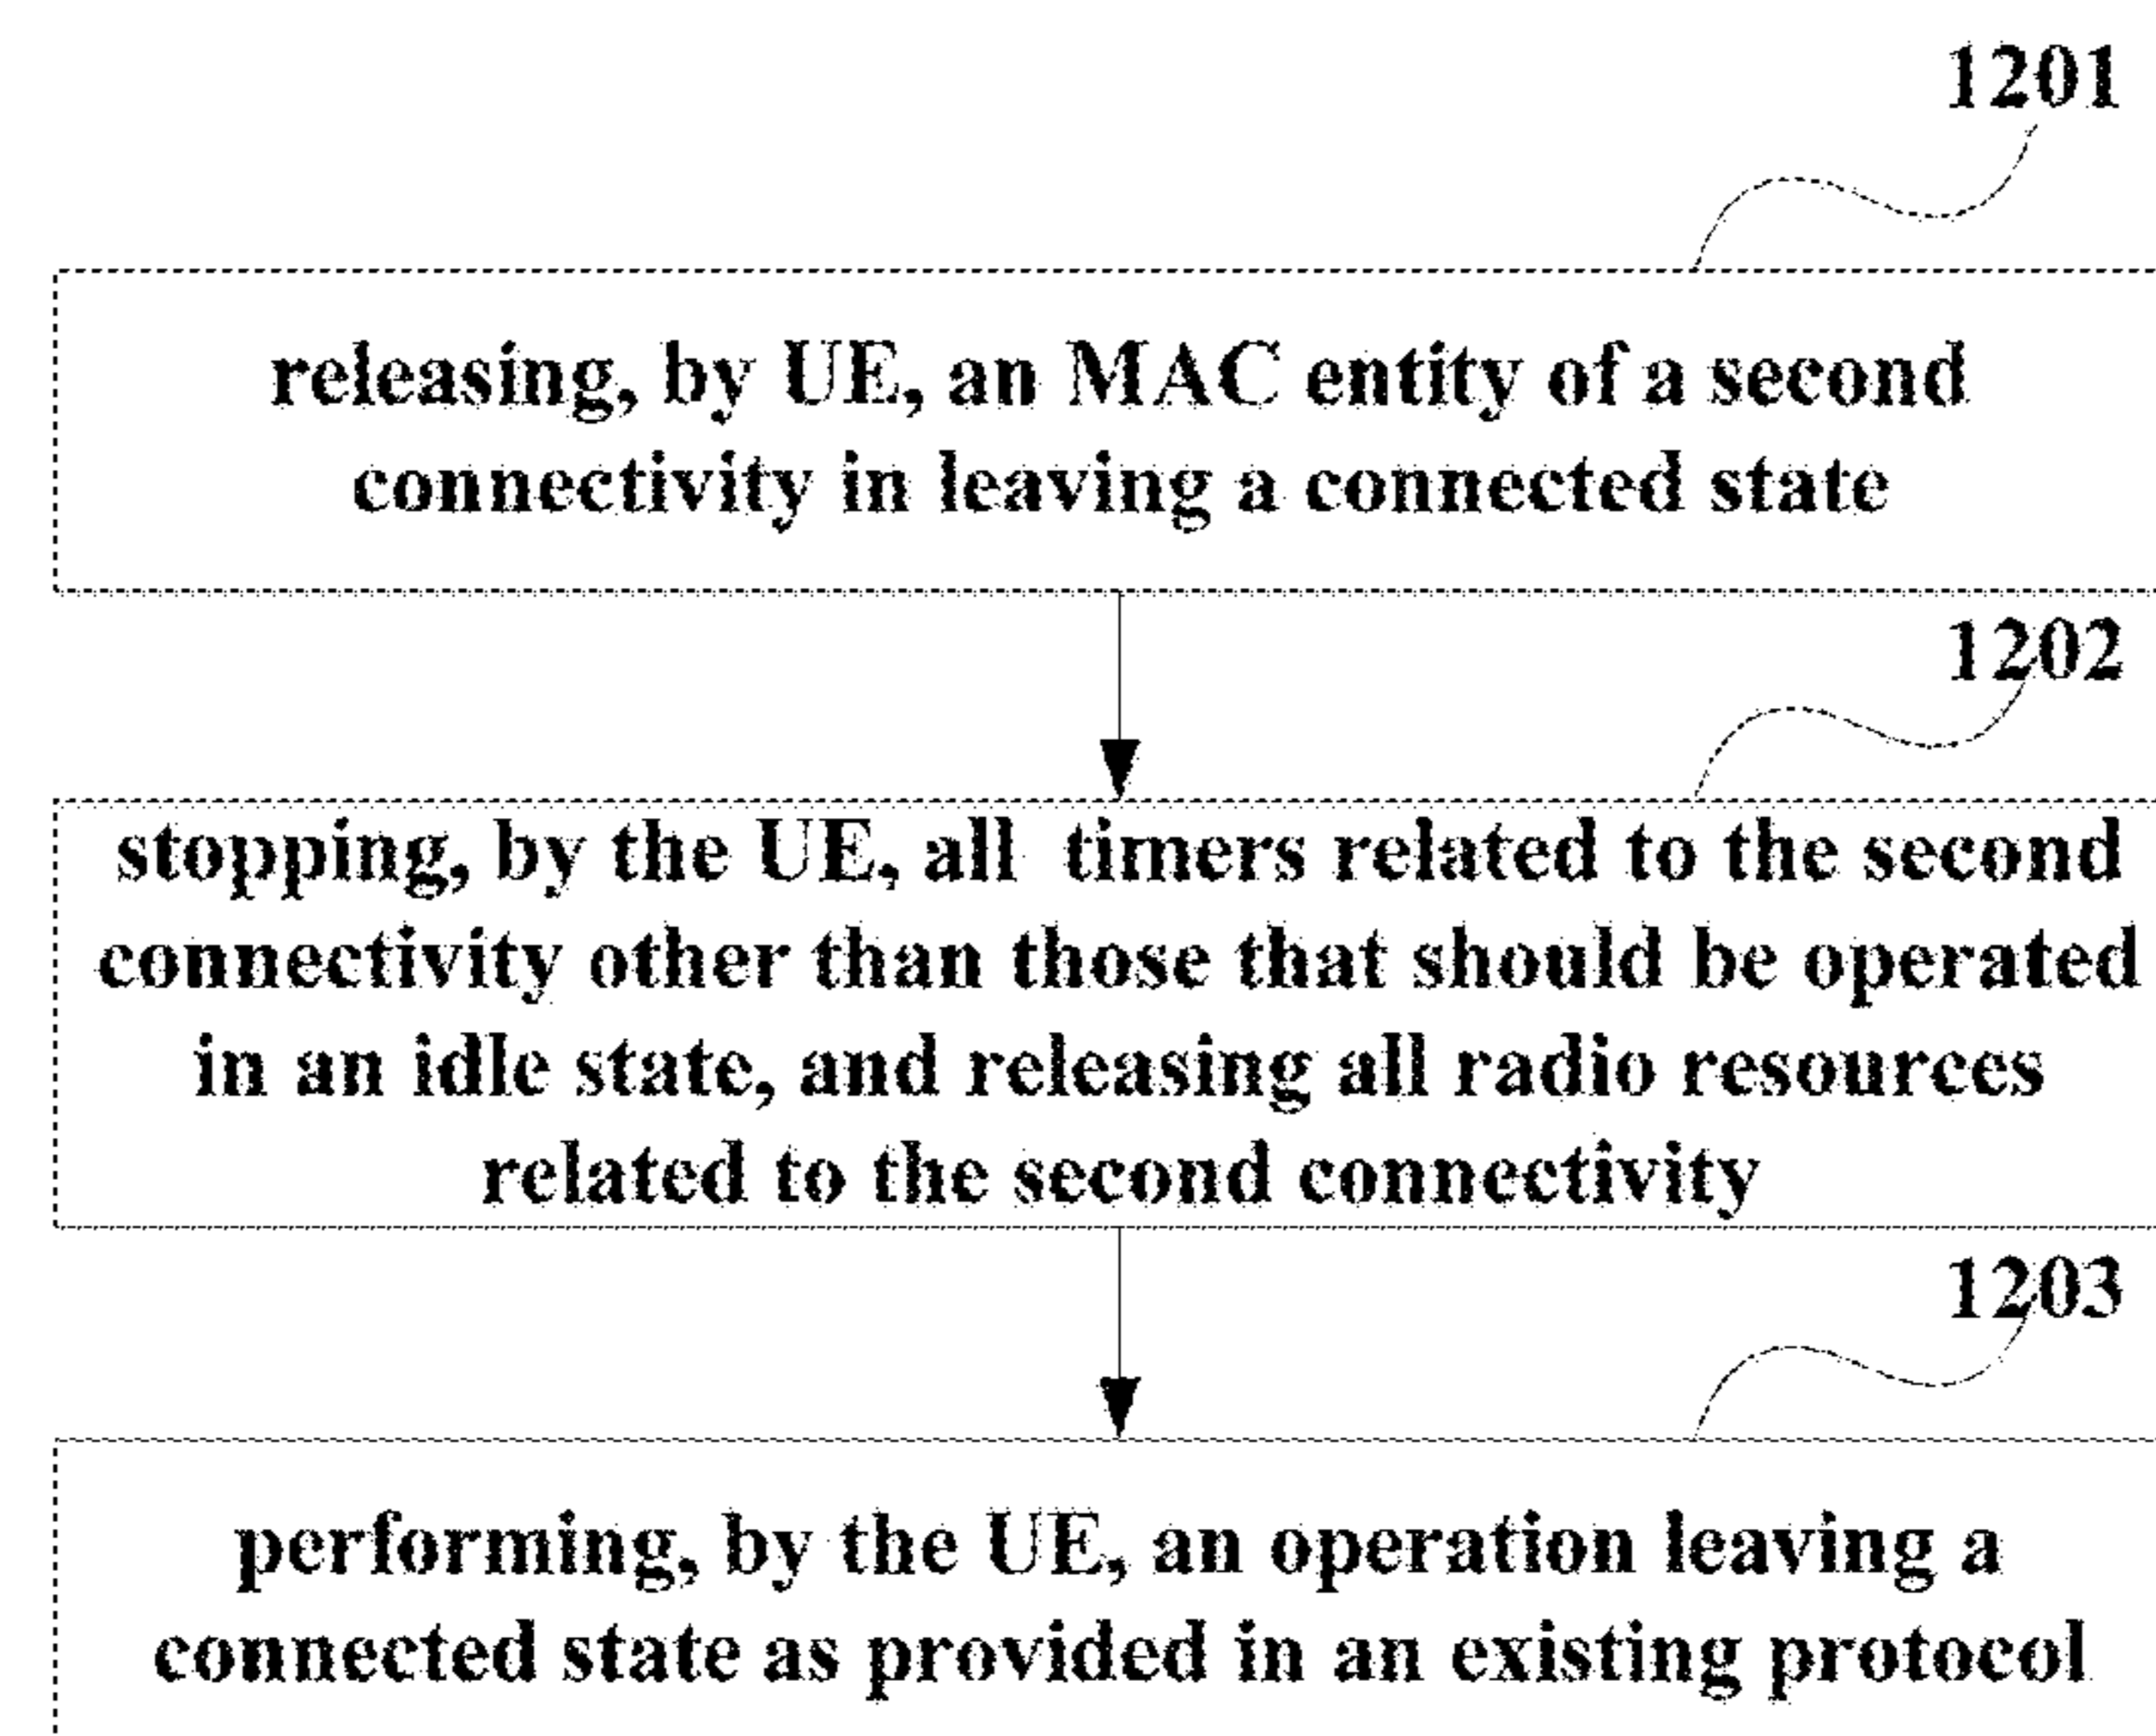 1201
releasing, by UE, an MAC entity of a second
connectivity in leaving a connected state
1202
stopping, by the UE, all timers related to the second
connectivity other than those that should be operated
in an idle state, and releasing all radio resources
related to the second connectivity
1203
performing, by the UE, an operation leaving a
connected state as provided in an existing protocol